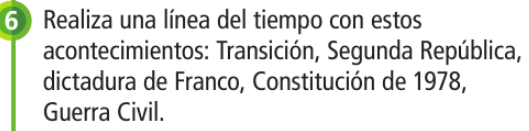 6 Realiza una línea del tiempo con estos
acontecimientos: Transición, Segunda República,
dictadura de Franco, Constitución de 1978,
Guerra Civil.